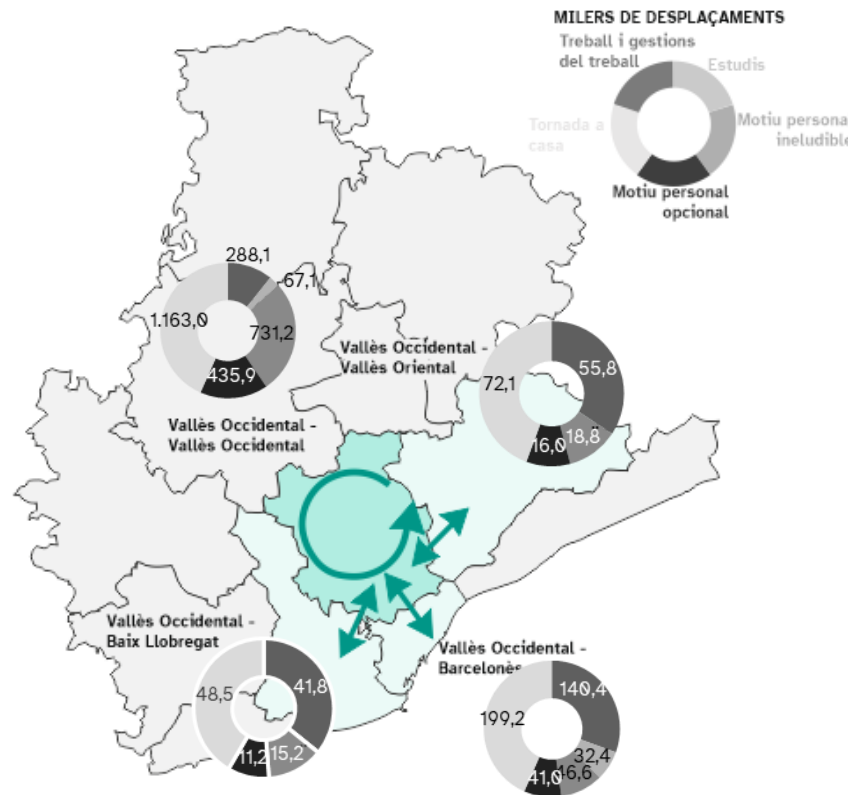 MILERS DE DESPLAÇAMENTS
Treball i gestions
del treball
Estudis
Tornada a
casa
Motiu persona
ineludible
Motiu personal
opcional
288,1
67,1
1.163,0
731,2
435,9
Vallès Occidental -
Vallès Occidental
Vallès Occidental -
Vallès Oriental
72,1
55,8
16,0
18,8
Vallès Occidental -
Baix Llobregat
48,5
41,8
11,2
15,2
Vallès Occidental -
Barcelonès
140,4
199,2
32,4
46,6
41,0